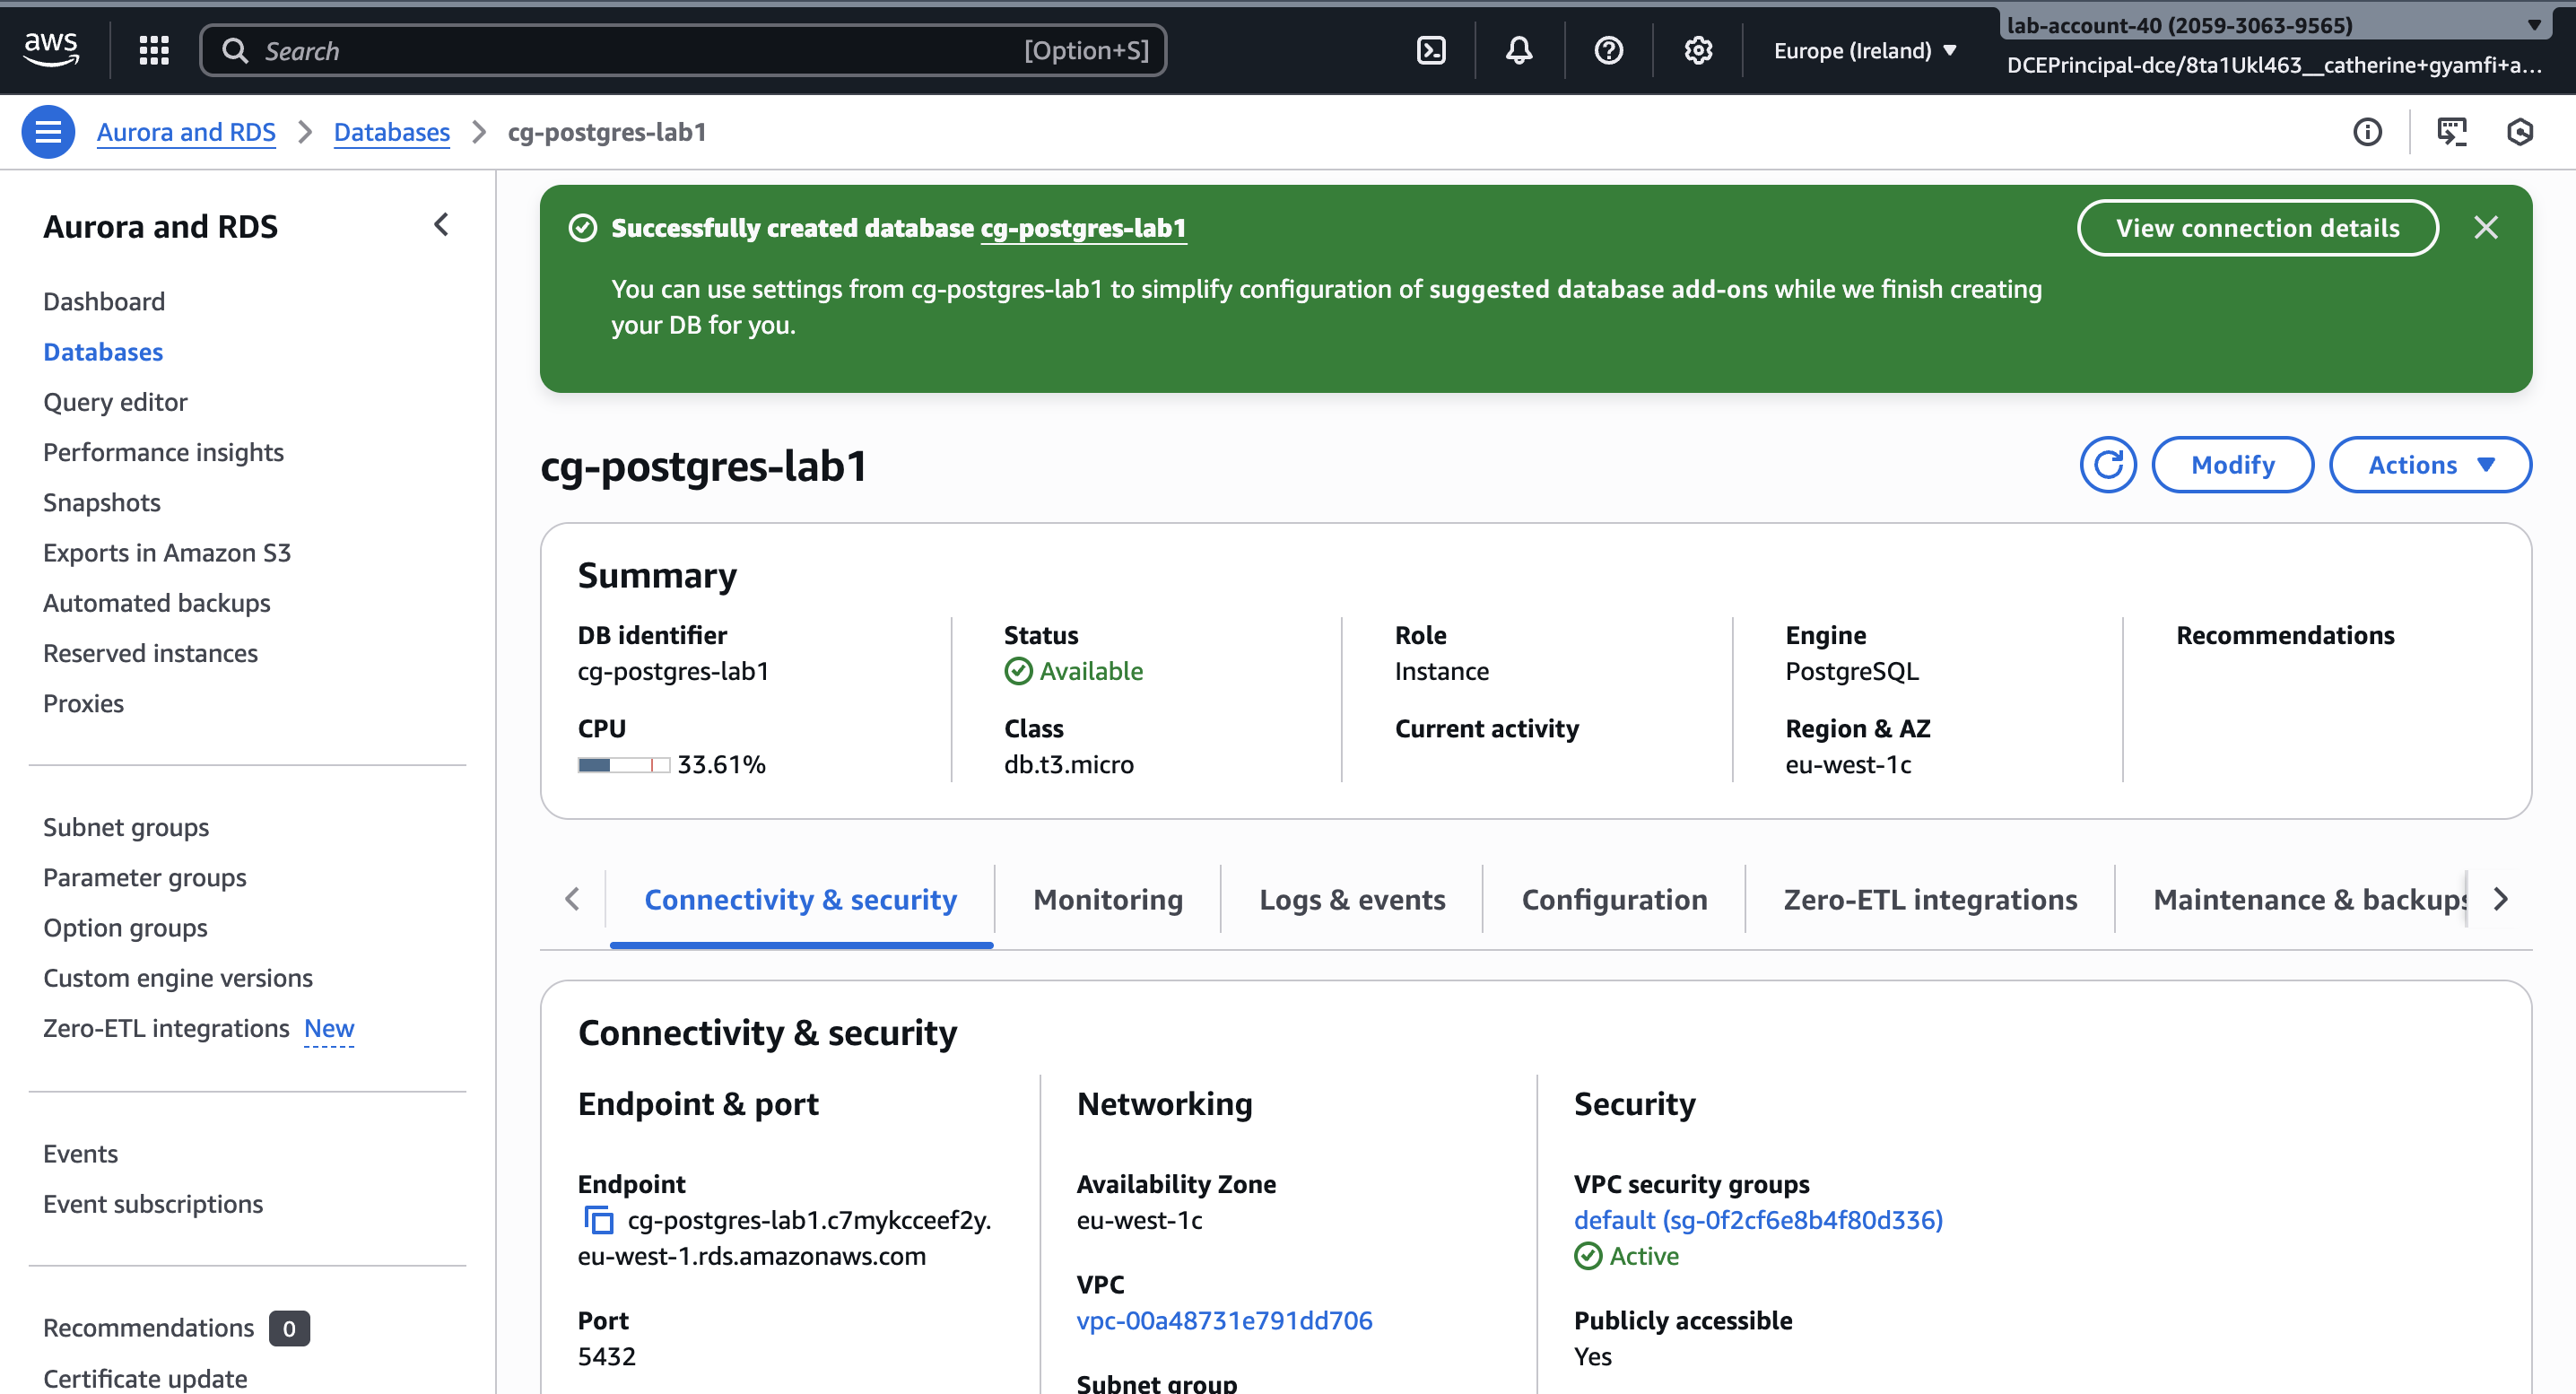 aws
Search
[Option+S]
Europe (Ireland)
lab-account-40 (2059-3063-9565)
DCEPrincipal-dce/8ta1Ukl463__catherine+gyamfi+a...
Aurora and RDS
Databases
cg-postgres-lab1
Aurora and RDS
Dashboard
Databases
Query editor
Performance insights
Snapshots
Exports in Amazon S3
Automated backups
Reserved instances
Proxies
Subnet groups
Parameter groups
Option groups
Custom engine versions
Zero-ETL integrations New
Events
Event subscriptions
Recommendations 0
Certificate update
Successfully created database cg-postgres-lab1
View connection details
You can use settings from cg-postgres-lab1 to simplify configuration of suggested database add-ons while we finish creating
your DB for you.
cg-postgres-lab1
Modify
Actions
Summary
DB identifier
cg-postgres-lab1
CPU
33.61%
Status
Available
Class
db.t3.micro
Role
Instance
Current activity
Engine
PostgreSQL
Region & AZ
eu-west-1c
Recommendations
Connectivity & security
Monitoring
Logs & events
Configuration
Zero-ETL integrations
Maintenance & backups
Connectivity & security
Endpoint & port
Endpoint
cg-postgres-lab1.c7mykcceef2y.
eu-west-1.rds.amazonaws.com
Port
5432
Networking
Availability Zone
eu-west-1c
VPC
vpc-00a48731e791dd706
Subnet group
Security
VPC security groups
default (sg-0f2cf6e8b4f80d336)
Active
Publicly accessible
Yes